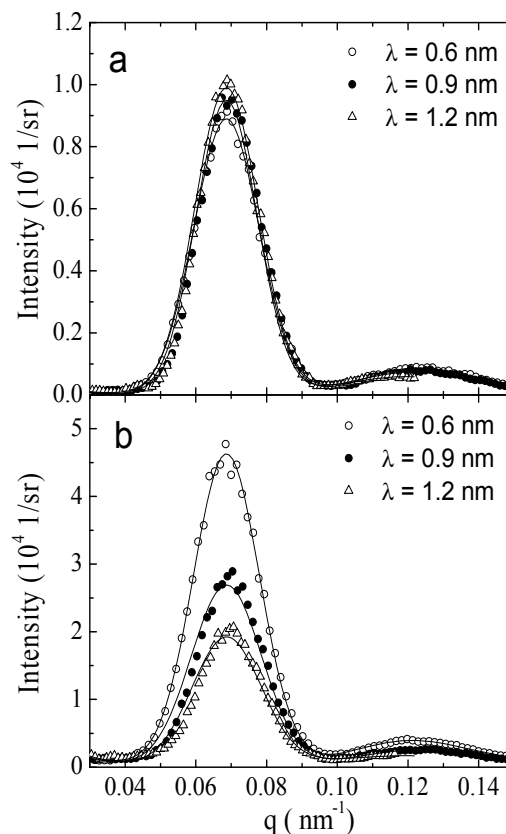 1.2
a
○ λ = 0.6 nm
● λ = 0.9 nm
△ λ = 1.2 nm
1.0
0.8
0.6
0.4
0.2
0.0
Intensity (10⁴ 1/sr)
b
○ λ = 0.6 nm
● λ = 0.9 nm
△ λ = 1.2 nm
5
4
3
2
1
0
Intensity (10⁴ 1/sr)
0.04 0.06 0.08 0.10 0.12 0.14
q ( nm⁻¹)